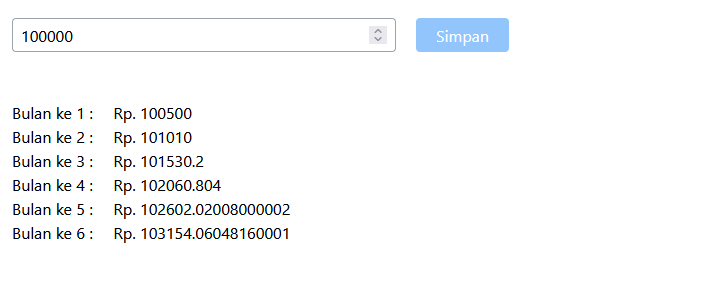 100000
Simpan
Bulan ke 1 : Rp. 100500
Bulan ke 2 : Rp. 101010
Bulan ke 3 : Rp. 101530.2
Bulan ke 4 : Rp. 102060.804
Bulan ke 5 : Rp. 102602.02008000002
Bulan ke 6 : Rp. 103154.06048160001